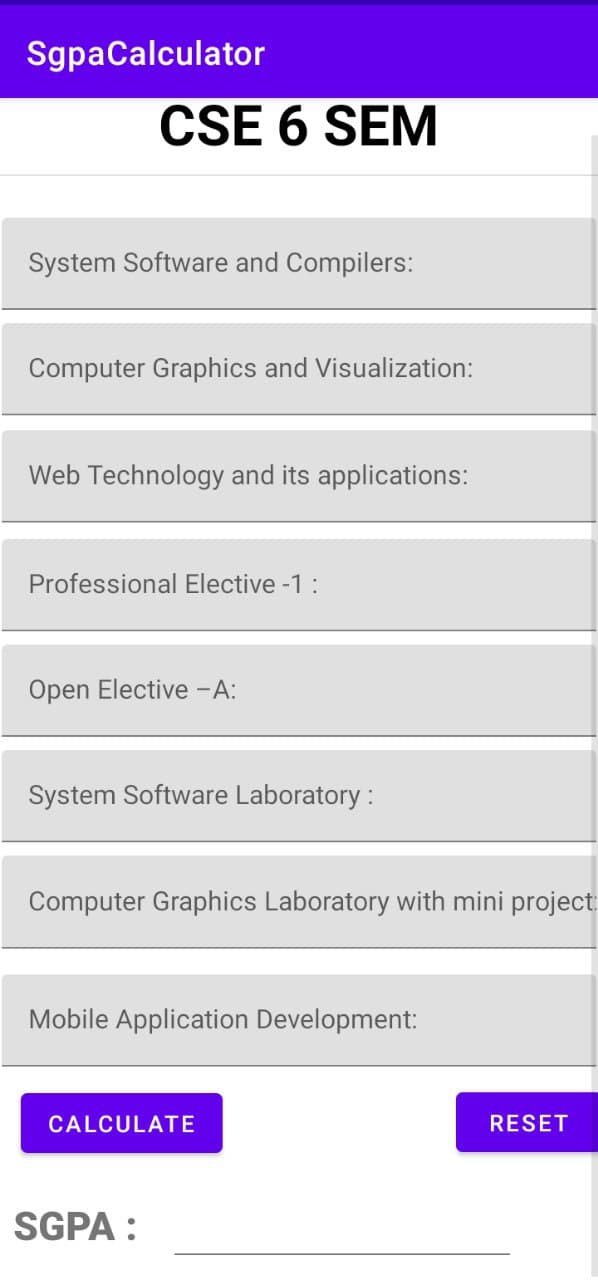 SgpaCalculator
CSE 6 SEM
System Software and Compilers:
Computer Graphics and Visualization:
Web Technology and its applications:
Professional Elective -1 :
Open Elective –A:
System Software Laboratory :
Computer Graphics Laboratory with mini project:
Mobile Application Development:
CALCULATE RESET
SGPA :